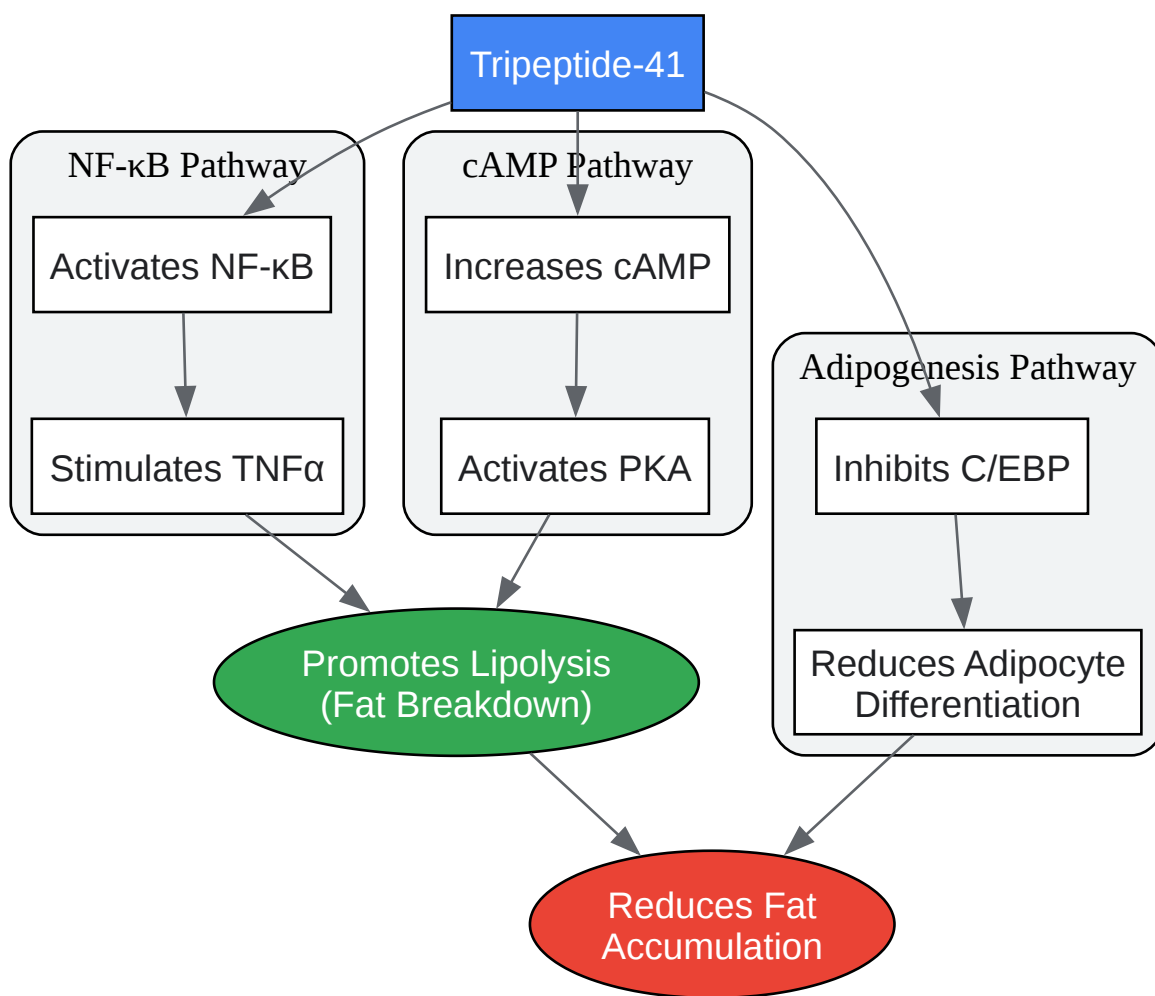 Tripeptide-41
NF-κB Pathway
Activates NF-κB
Stimulates TNFα
cAMP Pathway
Increases cAMP
Activates PKA
Adipogenesis Pathway
Inhibits C/EBP
Reduces Adipocyte
Differentiation
Promotes Lipolysis
(Fat Breakdown)
Reduces Fat
Accumulation